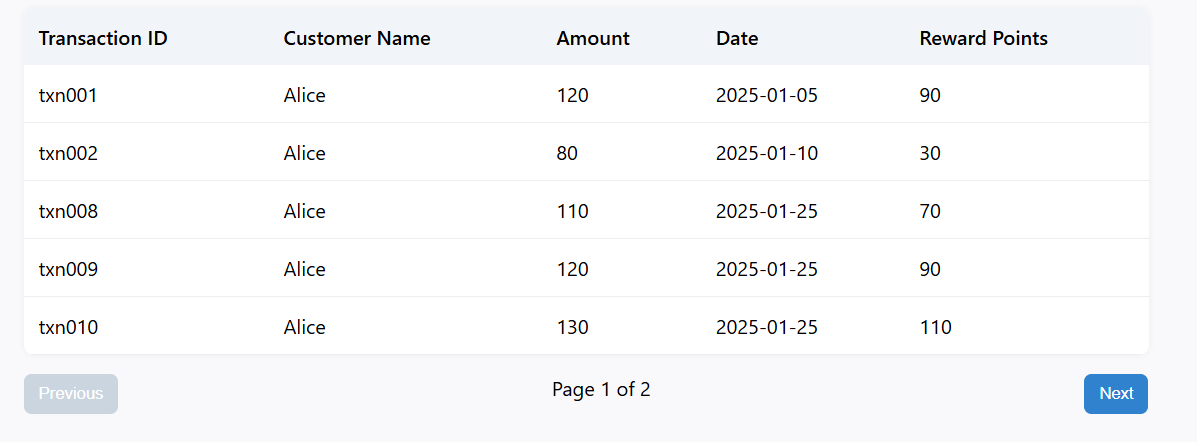 Transaction ID Customer Name Amount Date Reward Points
txn001 Alice 120 2025-01-05 90
txn002 Alice 80 2025-01-10 30
txn008 Alice 110 2025-01-25 70
txn009 Alice 120 2025-01-25 90
txn010 Alice 130 2025-01-25 110
Previous Page 1 of 2 Next